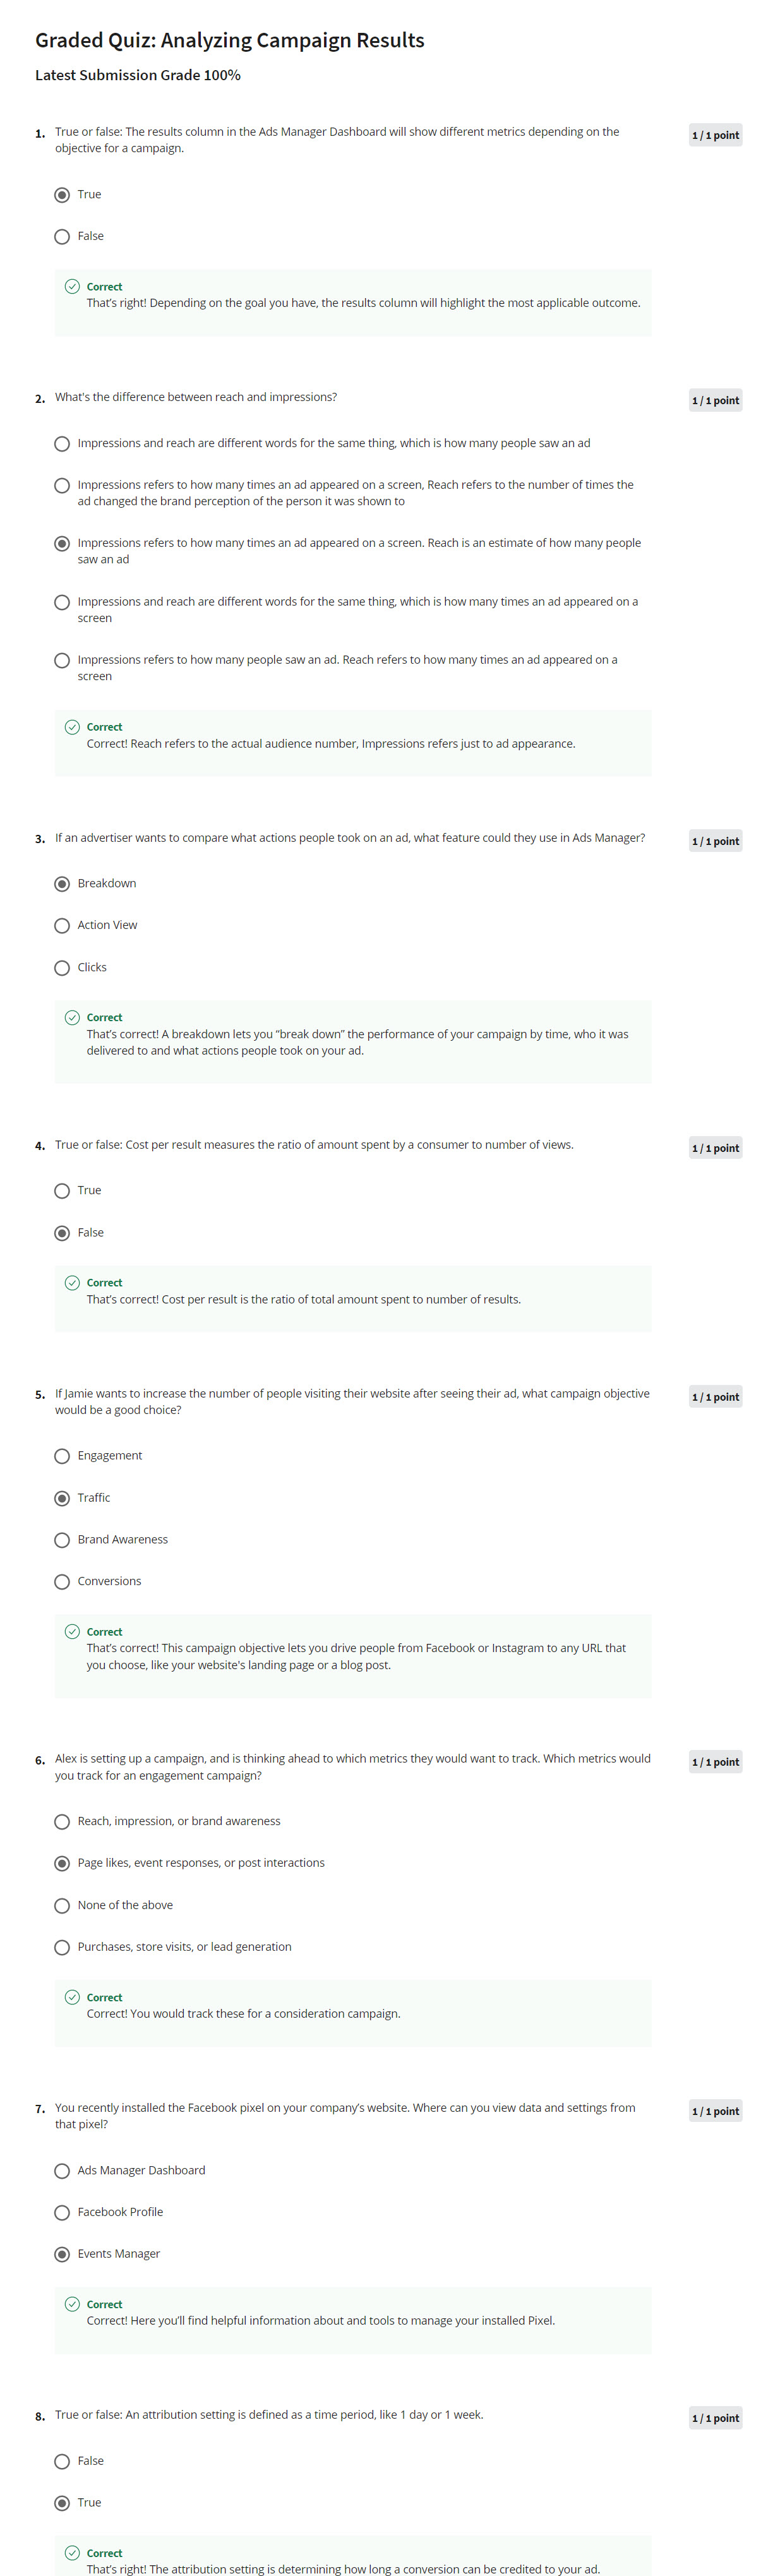 Graded Quiz: Analyzing Campaign Results
Latest Submission Grade 100%
1. True or false: The results column in the Ads Manager Dashboard will show different metrics depending on the
objective for a campaign.
1 / 1 point
True
False
Correct
That's right! Depending on the goal you have, the results column will highlight the most applicable outcome.
2. What's the difference between reach and impressions?
1 / 1 point
Impressions and reach are different words for the same thing, which is how many people saw an ad
Impressions refers to how many times an ad appeared on a screen, Reach refers to the number of times the
ad changed the brand perception of the person it was shown to
Impressions refers to how many times an ad appeared on a screen. Reach is an estimate of how many people
saw an ad
Impressions and reach are different words for the same thing, which is how many times an ad appeared on a
screen
Impressions refers to how many people saw an ad. Reach refers to how many times an ad appeared on a
screen
Correct
Correct! Reach refers to the actual audience number, Impressions refers just to ad appearance.
3. If an advertiser wants to compare what actions people took on an ad, what feature could they use in Ads Manager?
1 / 1 point
Breakdown
Action View
Clicks
Correct
That's correct! A breakdown lets you "break down" the performance of your campaign by time, who it was
delivered to and what actions people took on your ad.
4. True or false: Cost per result measures the ratio of amount spent by a consumer to number of views.
1 / 1 point
True
False
Correct
That's correct! Cost per result is the ratio of total amount spent to number of results.
5. If Jamie wants to increase the number of people visiting their website after seeing their ad, what campaign objective
would be a good choice?
1 / 1 point
Engagement
Traffic
Brand Awareness
Conversions
Correct
That's correct! This campaign objective lets you drive people from Facebook or Instagram to any URL that
you choose, like your website's landing page or a blog post.
6. Alex is setting up a campaign, and is thinking ahead to which metrics they would want to track. Which metrics would
you track for an engagement campaign?
1 / 1 point
Reach, impression, or brand awareness
Page likes, event responses, or post interactions
None of the above
Purchases, store visits, or lead generation
Correct
Correct! You would track these for a consideration campaign.
7. You recently installed the Facebook pixel on your company's website. Where can you view data and settings from
that pixel?
1 / 1 point
Ads Manager Dashboard
Facebook Profile
Events Manager
Correct
Correct! Here you'll find helpful information about and tools to manage your installed Pixel.
8. True or false: An attribution setting is defined as a time period, like 1 day or 1 week.
1 / 1 point
False
True
Correct
That's right! The attribution setting is determining how long a conversion can be credited to your ad.